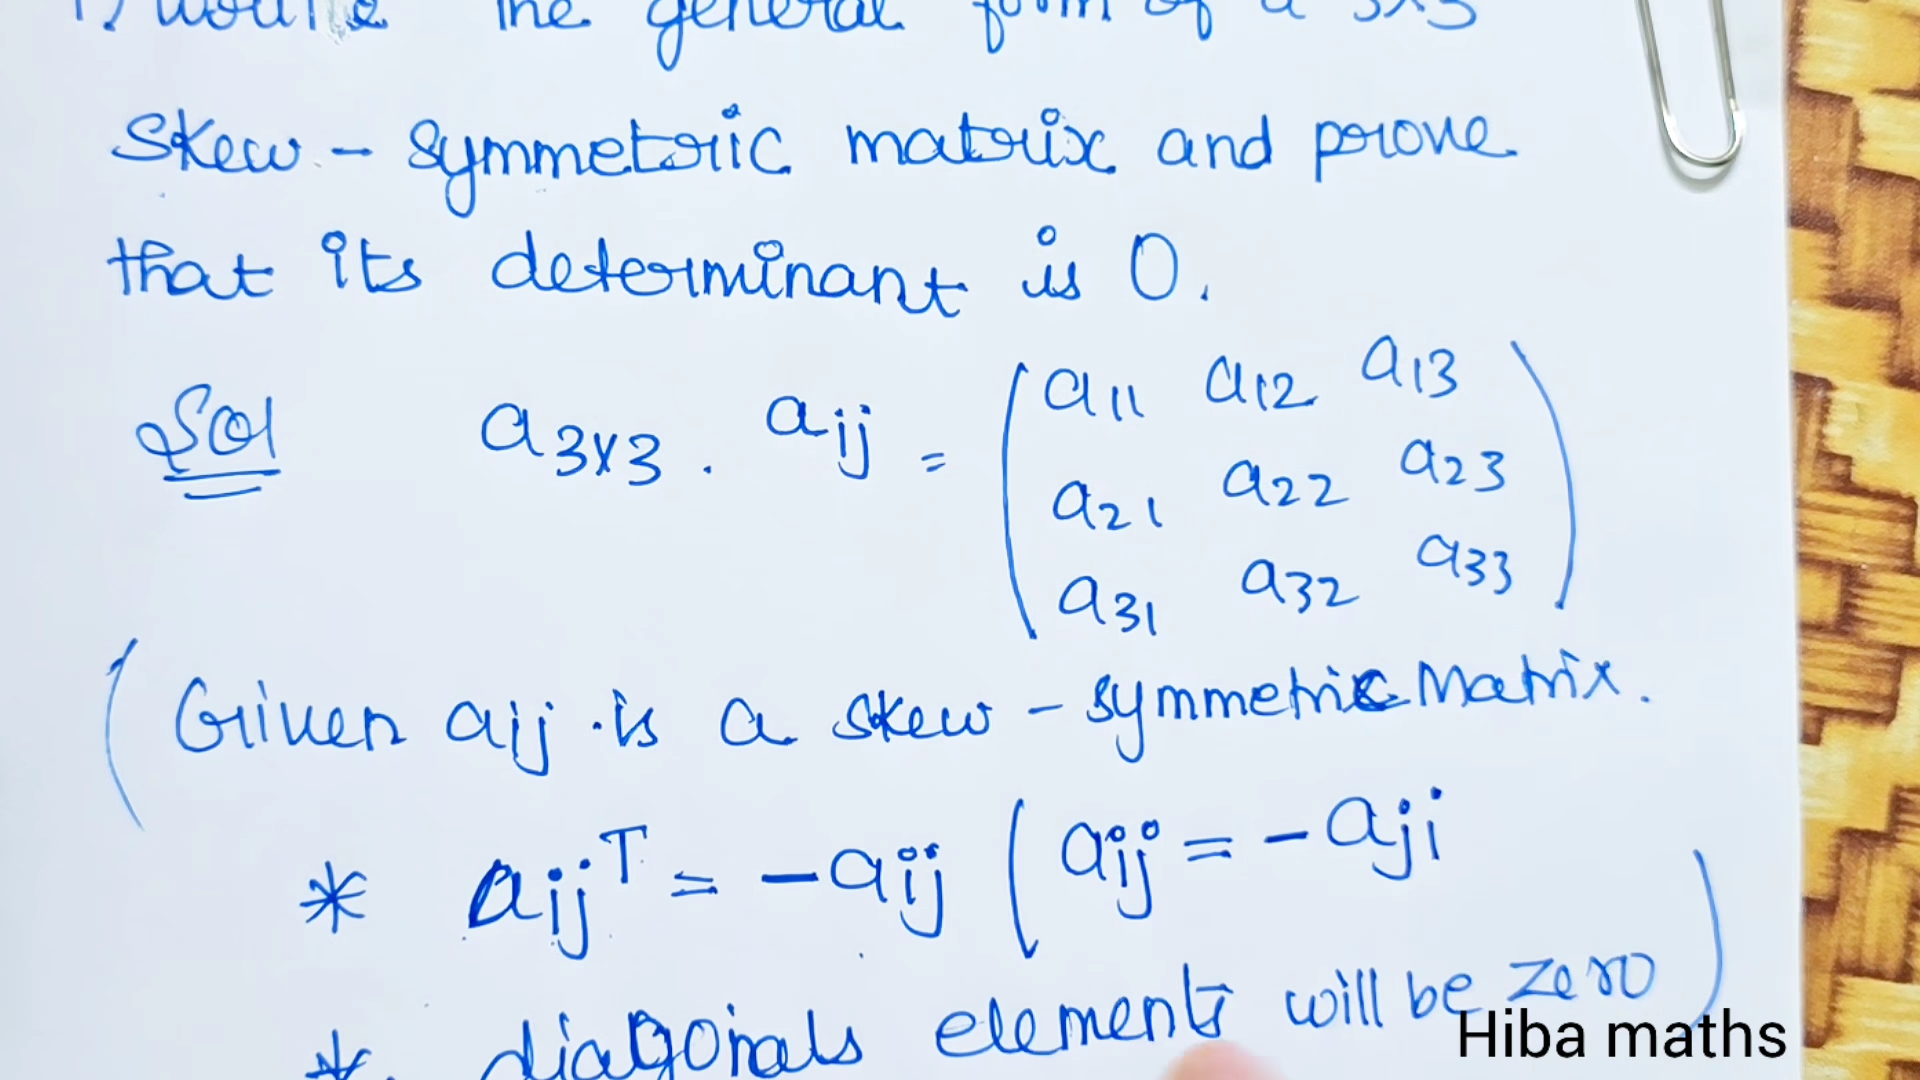 1) Write the general form of a 3x3
Skew - Symmetric matrix and prove
that its determinant is 0.
Sol a3x3 . aij = ( a11 a12 a13
a21 a22 a23
a31 a32 a33 )
( Given aij is a skew - symmetric Matrix.
* aij^T = -aij ( aij = -aji
* diagonals elements will be zero )
Hiba maths